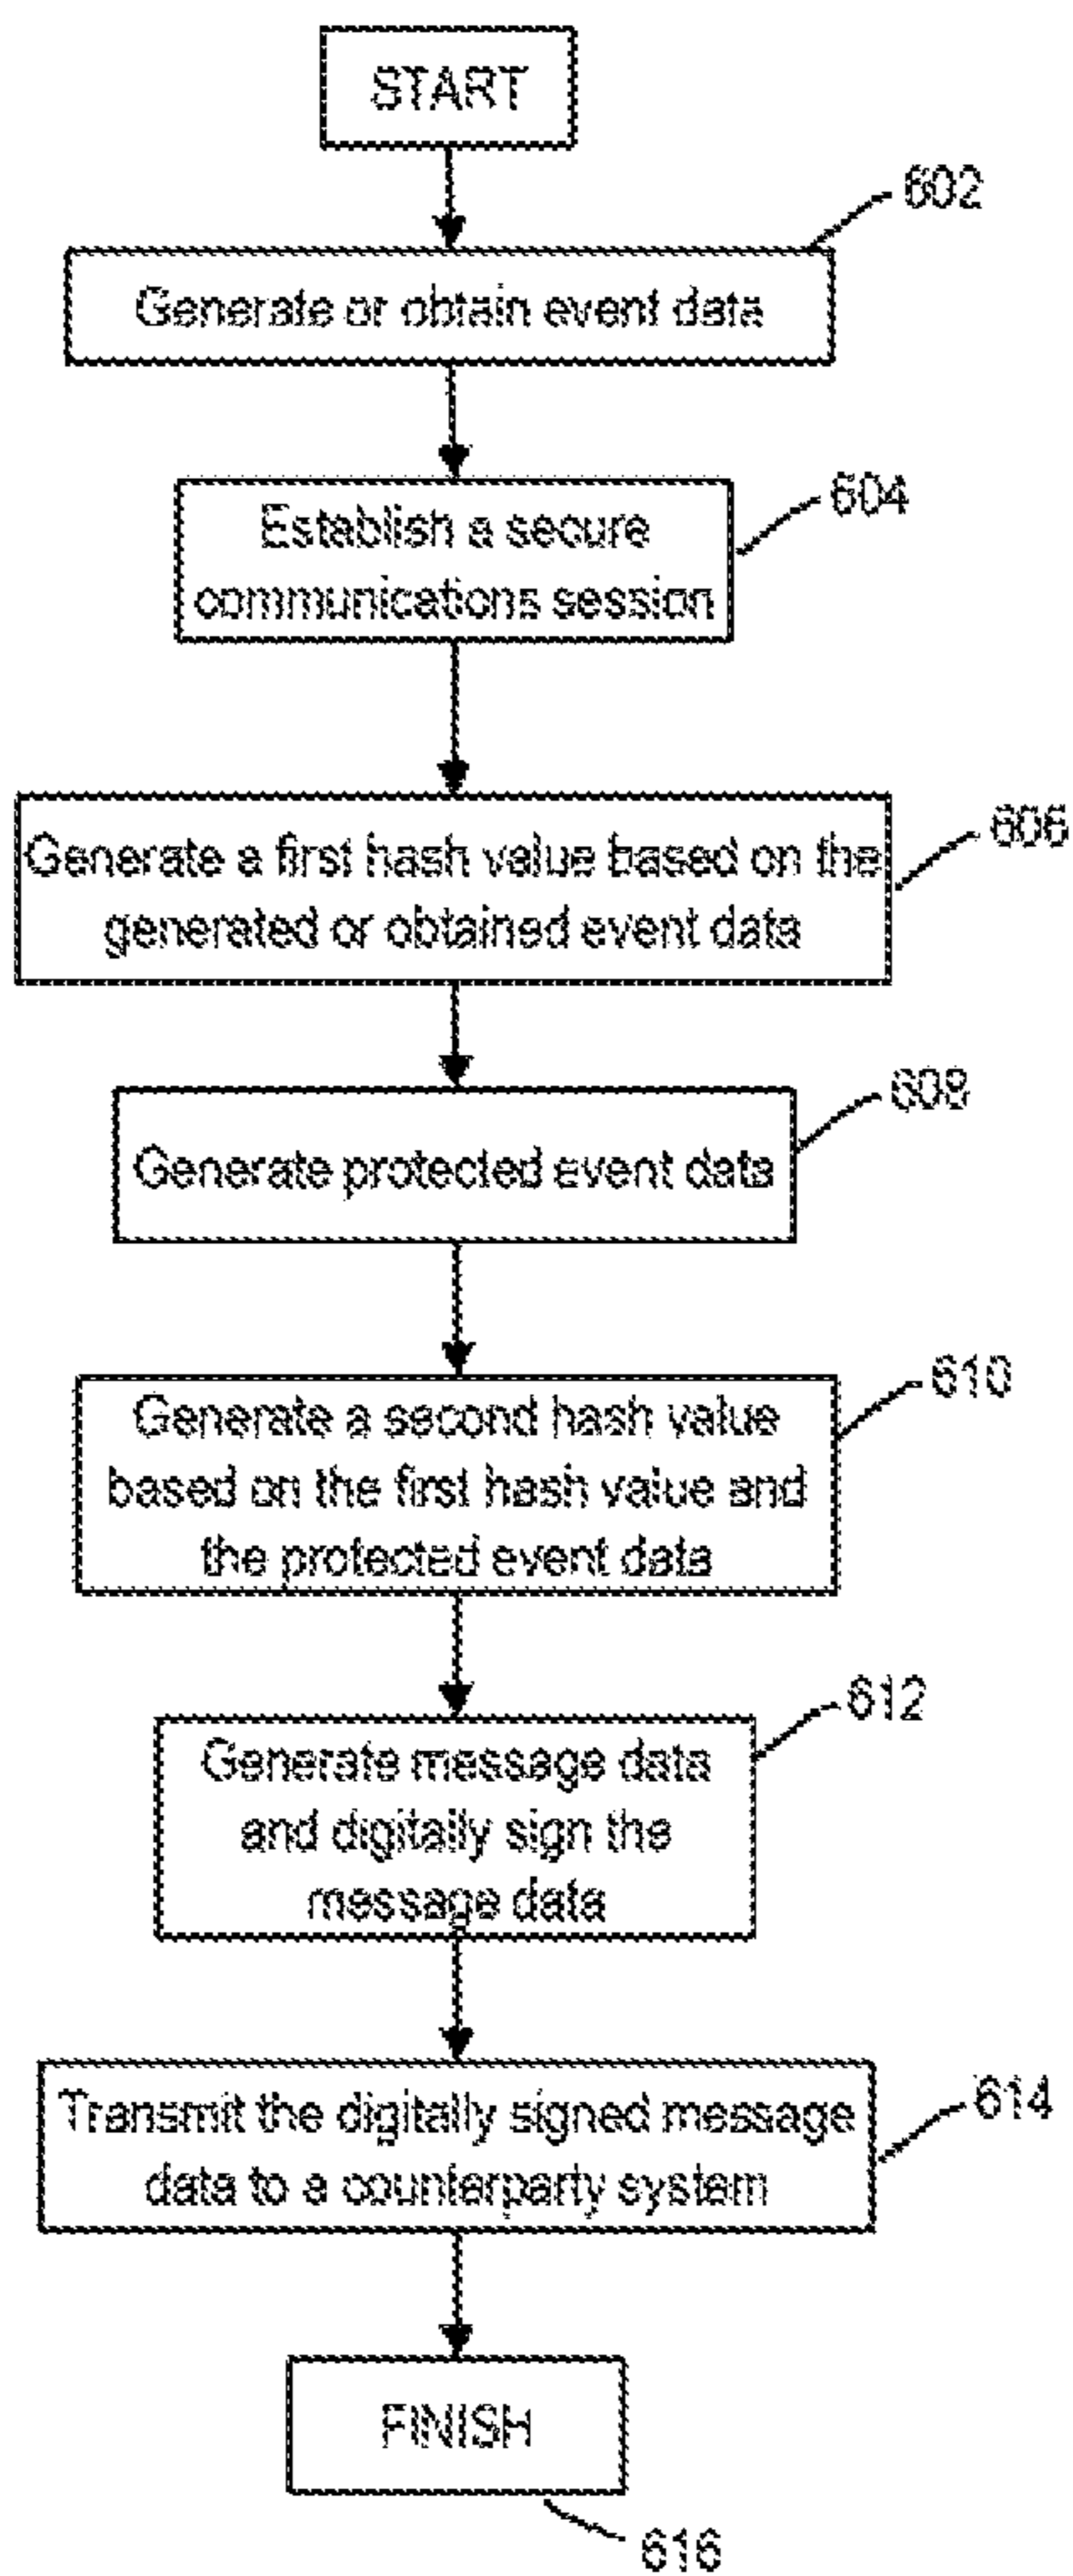 START
602
Generate or obtain event data
604
Establish a secure
communications session
606
Generate a first hash value based on the
generated or obtained event data
608
Generate protected event data
610
Generate a second hash value
based on the first hash value and
the protected event data
612
Generate message data
and digitally sign the
message data
614
Transmit the digitally signed message
data to a counterparty system
FINISH
616